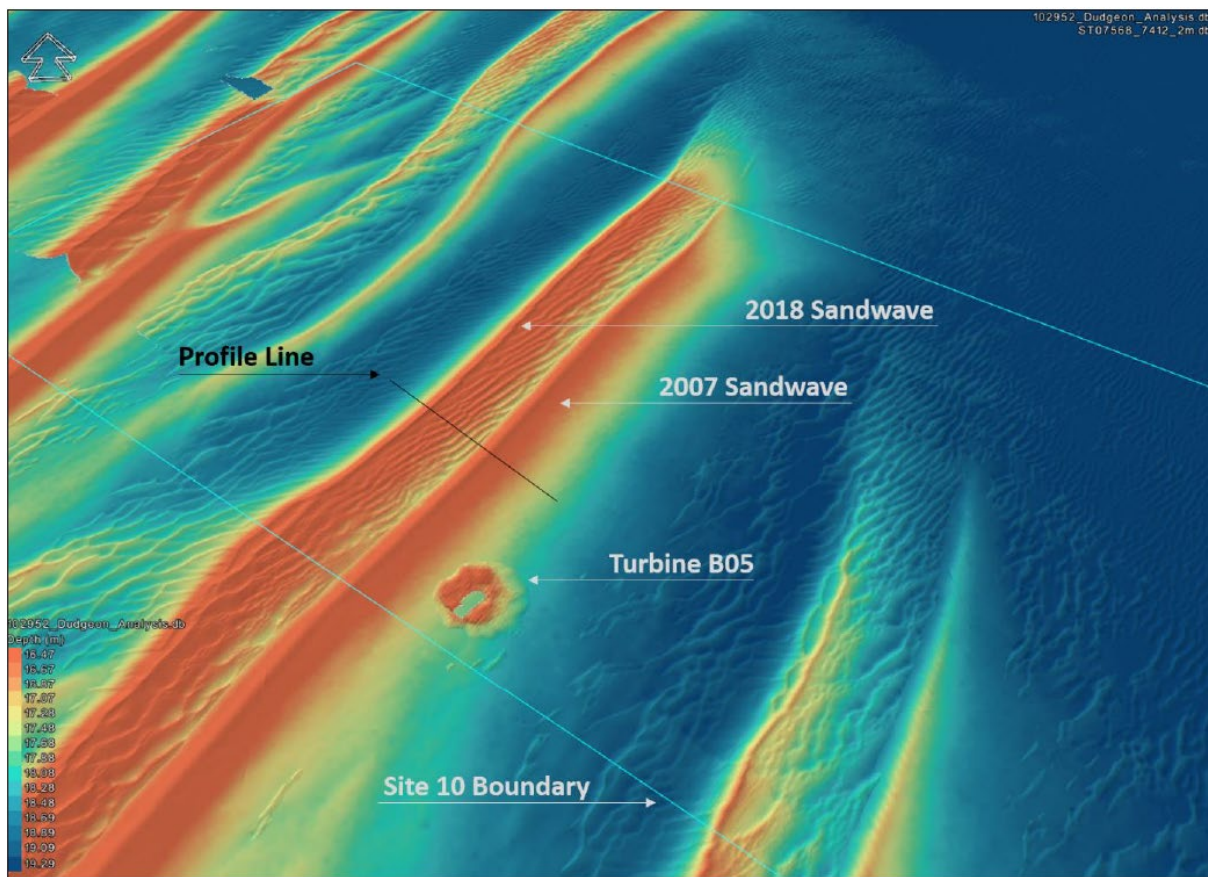 102952_Dudgeon_Analysis.db
ST07568_7412_2m.db
2018 Sandwave
Profile Line
2007 Sandwave
Turbine B05
Site 10 Boundary
102952_Dudgeon_Analysis.db
Depth (m)
16.47
16.67
16.87
17.07
17.28
17.48
17.68
17.88
18.08
18.28
18.48
18.69
18.89
19.09
19.29